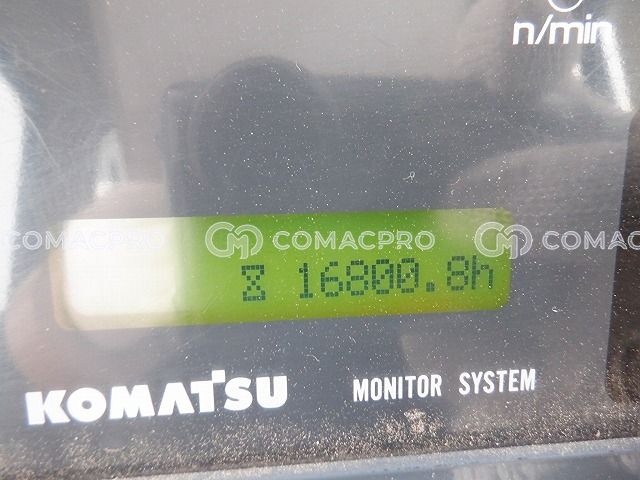 n/min
COMACPRO COMACPRO COMACPRO
16800.8h
KOMATSU MONITOR SYSTEM